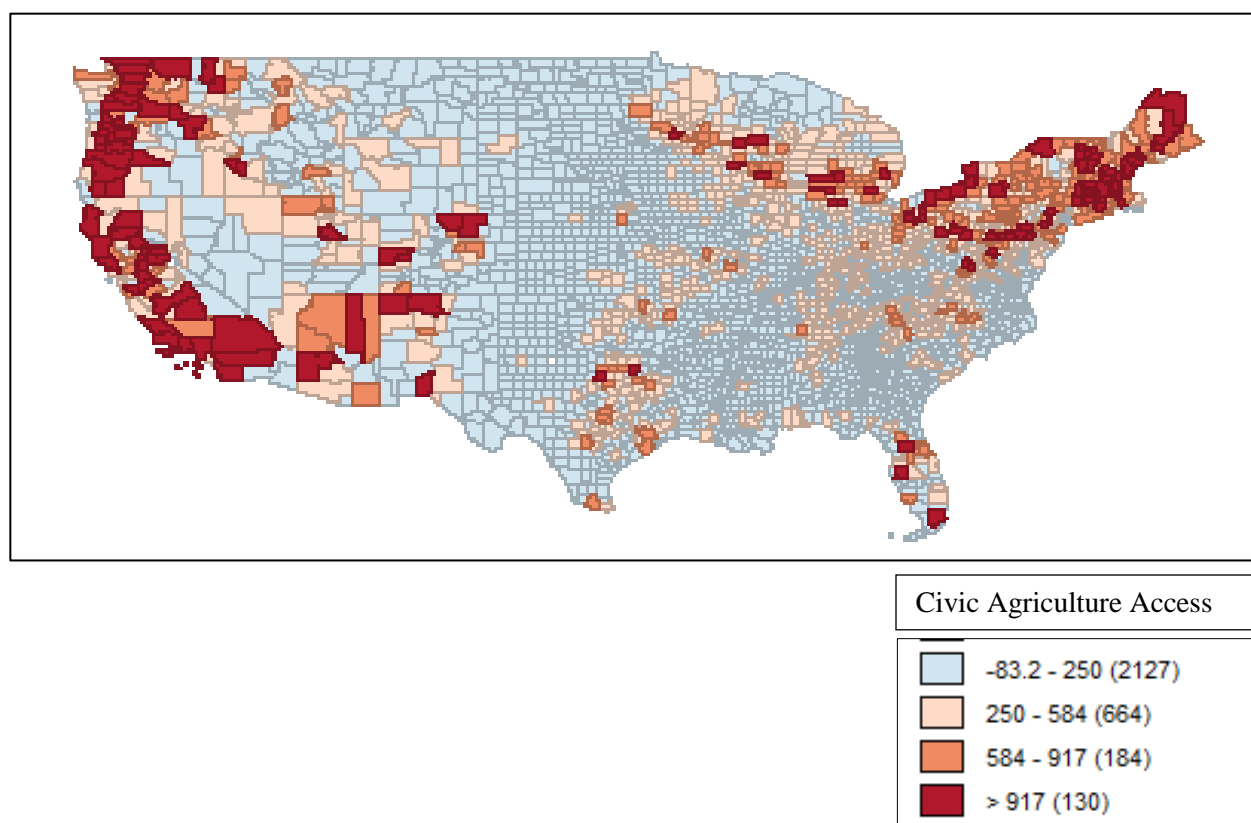 Civic Agriculture Access
-83.2 - 250 (2127)
250 - 584 (664)
584 - 917 (184)
> 917 (130)